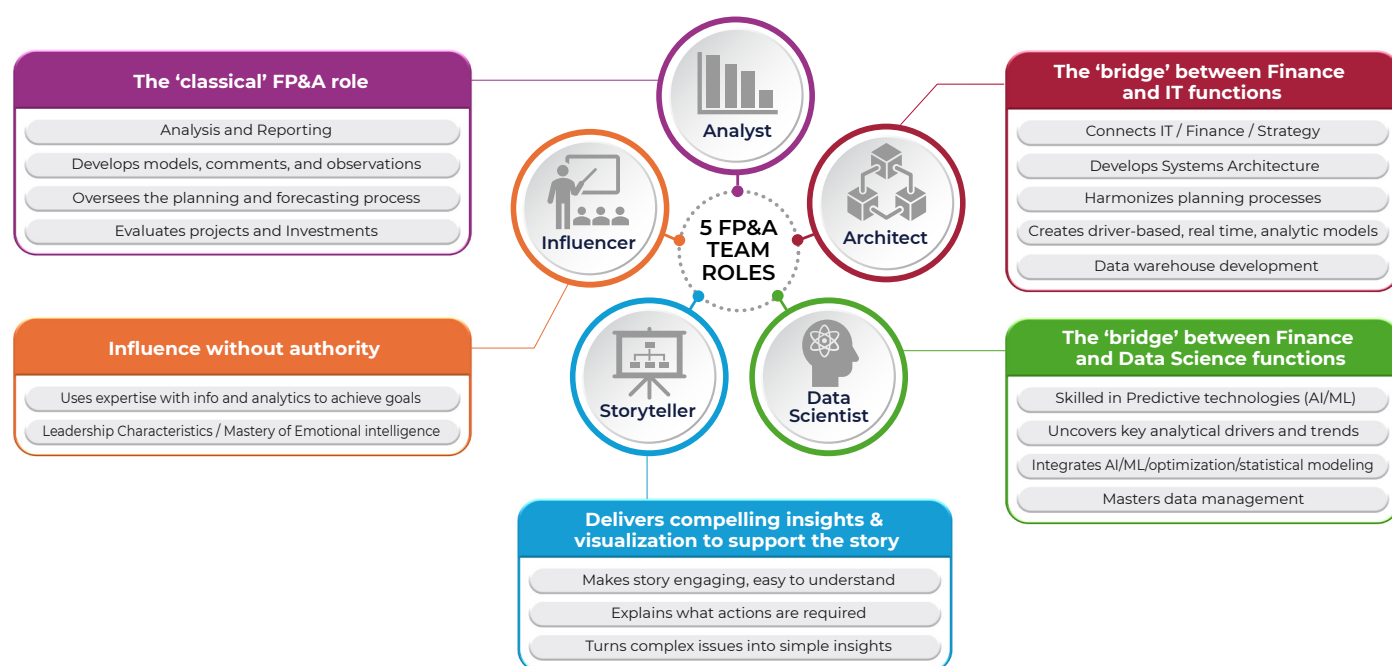 The ‘classical’ FP&A role
Analysis and Reporting
Develops models, comments, and observations
Oversees the planning and forecasting process
Evaluates projects and Investments
Analyst
The ‘bridge’ between Finance
and IT functions
Connects IT / Finance / Strategy
Develops Systems Architecture
Harmonizes planning processes
Creates driver-based, real time, analytic models
Data warehouse development
Influencer
5 FP&A
TEAM
ROLES
Architect
Influence without authority
Uses expertise with info and analytics to achieve goals
Leadership Characteristics / Mastery of Emotional intelligence
Storyteller
Data
Scientist
The ‘bridge’ between Finance
and Data Science functions
Skilled in Predictive technologies (AI/ML)
Uncovers key analytical drivers and trends
Integrates AI/ML/optimization/statistical modeling
Masters data management
Delivers compelling insights &
visualization to support the story
Makes story engaging, easy to understand
Explains what actions are required
Turns complex issues into simple insights